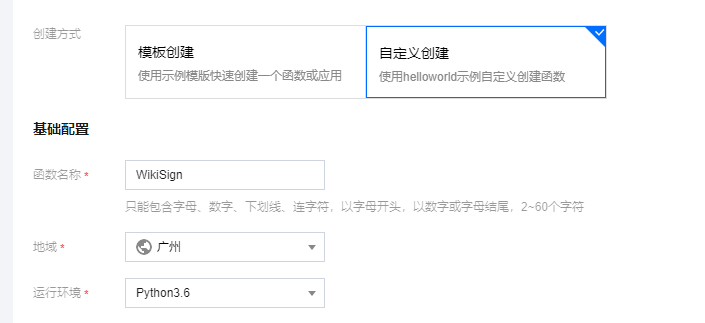 创建方式
模板创建
使用示例模版快速创建一个函数或应用
自定义创建
使用helloworld示例自定义创建函数
基础配置
函数名称 *
WikiSign
只能包含字母、数字、下划线、连字符，以字母开头，以数字或字母结尾，2~60个字符
地域 *
广州
运行环境 *
Python3.6